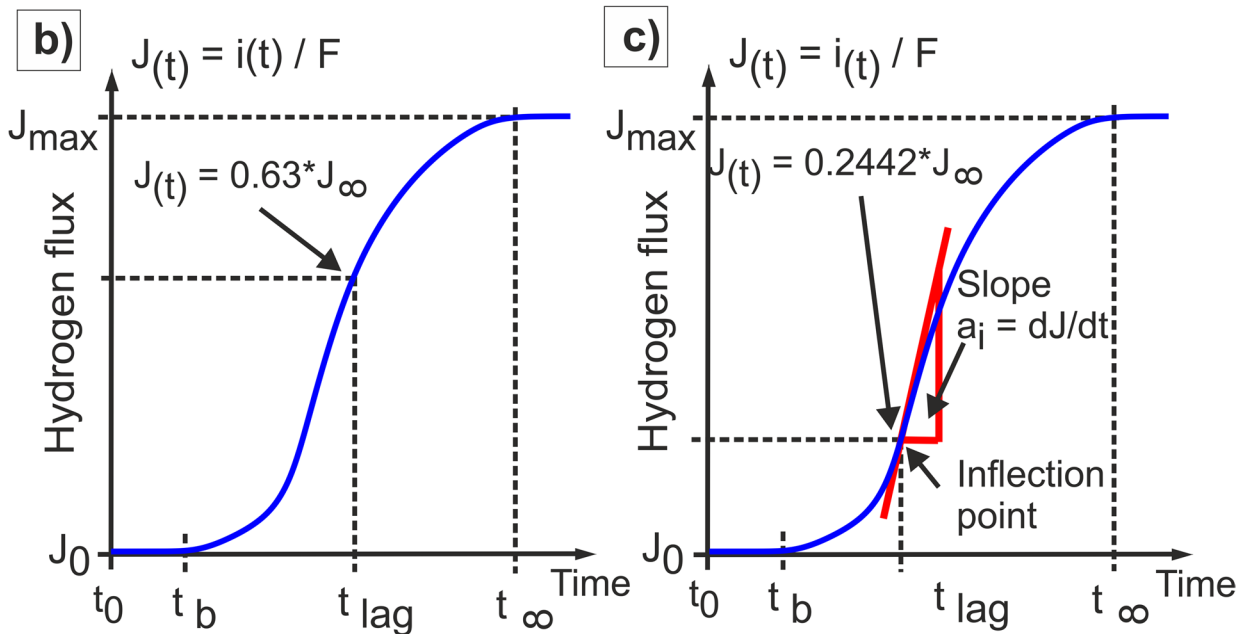 b)
J(t) = i(t) / F
Jmax
J(t) = 0.63*J∞
Hydrogen flux
J0
Time
t0
t b
t lag
t ∞
c)
J(t) = i(t) / F
Jmax
J(t) = 0.2442*J∞
Hydrogen flux
Slope
ai = dJ/dt
Inflection
point
J0
Time
t0
t b
t lag
t ∞